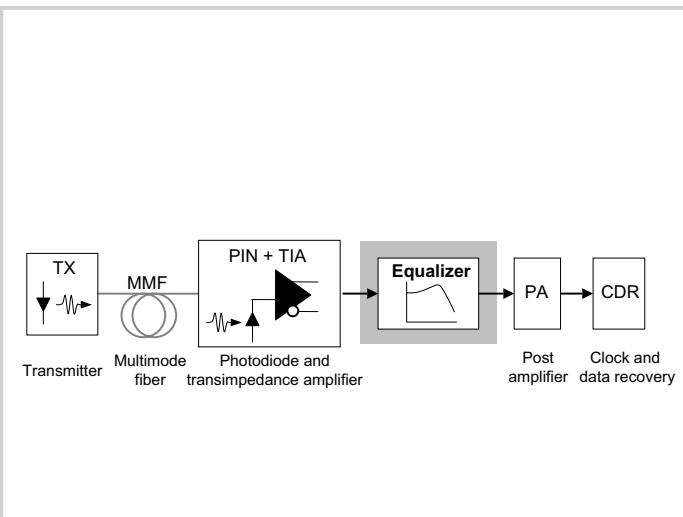 TX
MMF
PIN + TIA
Equalizer
PA
CDR
Transmitter
Multimode
fiber
Photodiode and
transimpedance amplifier
Post
amplifier
Clock and
data recovery